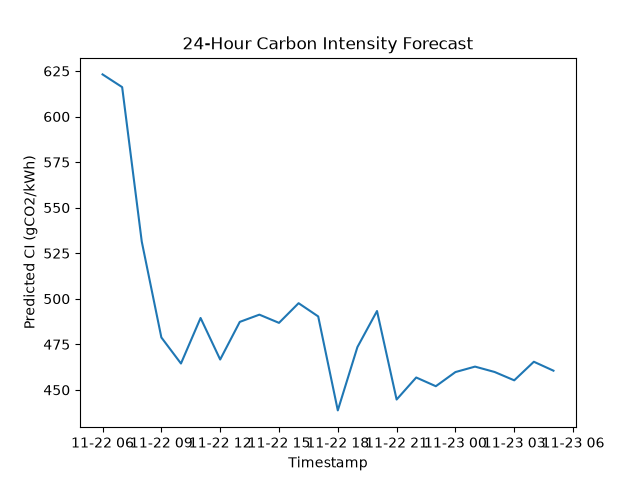 24-Hour Carbon Intensity Forecast
625
600
575
550
525
500
475
450
Predicted CI (gCO2/kWh)
11-22 06 11-22 09 11-22 12 11-22 15 11-22 18 11-22 21 11-23 00 11-23 03 11-23 06
Timestamp